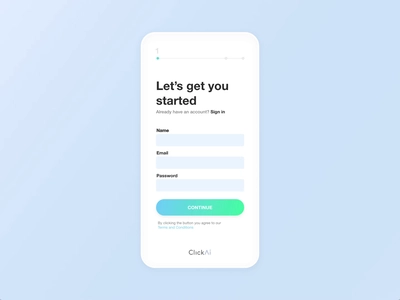 1
Let's get you
started
Already have an account? Sign in
Name
Email
Password
CONTINUE
By clicking the button you agree to our
Terms and Conditions
ClickAI